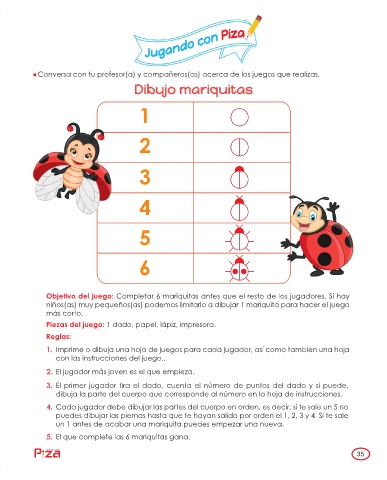 Jugando con Piza
Conversa con tu profesor(a) y compañeros(as) acerca de los juegos que realizas.
Dibujo mariquitas
1
2
3
4
5
6
Objetivo del juego: Completar 6 mariquitas antes que el resto de los jugadores. Si hay
niños(as) muy pequeños(as) podemos limitarlo a dibujar 1 mariquita para hacer el juego
más corto.
Piezas del juego: 1 dado, papel, lápiz, impresora.
Reglas:
1. Imprime o dibuja una hoja de juegos para cada jugador, así como también una hoja
con las instrucciones del juego..
2. El jugador más joven es el que empieza.
3. El primer jugador tira el dado, cuenta el número de puntos del dado y si puede,
dibuja la parte del cuerpo que corresponde al número en la hoja de instrucciones.
4. Cada jugador debe dibujar las partes del cuerpo en orden, es decir, si te sale un 5 no
puedes dibujar las piernas hasta que te hayan salido por orden el 1, 2, 3 y 4. Si te sale
un 1 antes de acabar una mariquita puedes empezar una nueva.
5. El que complete las 6 mariquitas gana.
Piza
35